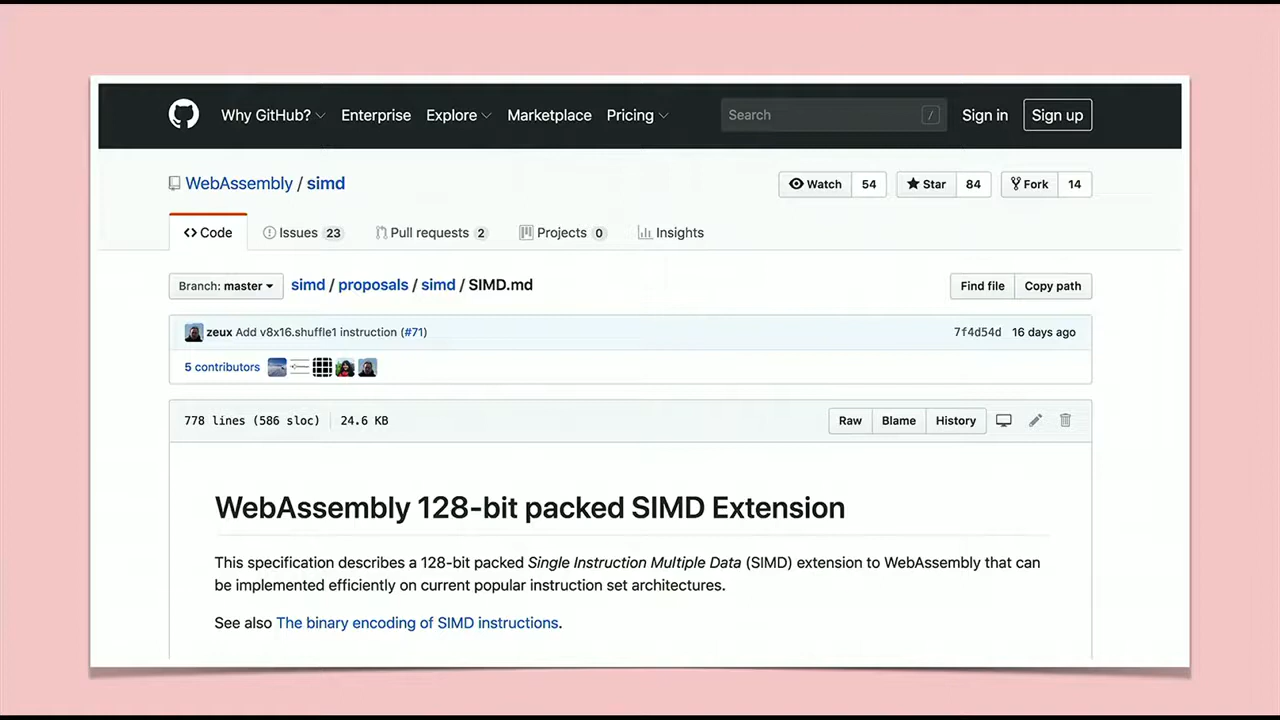 Why GitHub? Enterprise Explore Marketplace Pricing Search / Sign in Sign up
WebAssembly / simd Watch 54 Star 84 Fork 14
Code Issues 23 Pull requests 2 Projects 0 Insights
Branch: master simd / proposals / simd / SIMD.md Find file Copy path
zeux Add v8x16.shuffle1 instruction (#71) 7f4d54d 16 days ago
5 contributors
778 lines (586 sloc) 24.6 KB Raw Blame History
WebAssembly 128-bit packed SIMD Extension
This specification describes a 128-bit packed Single Instruction Multiple Data (SIMD) extension to WebAssembly that can
be implemented efficiently on current popular instruction set architectures.
See also The binary encoding of SIMD instructions.